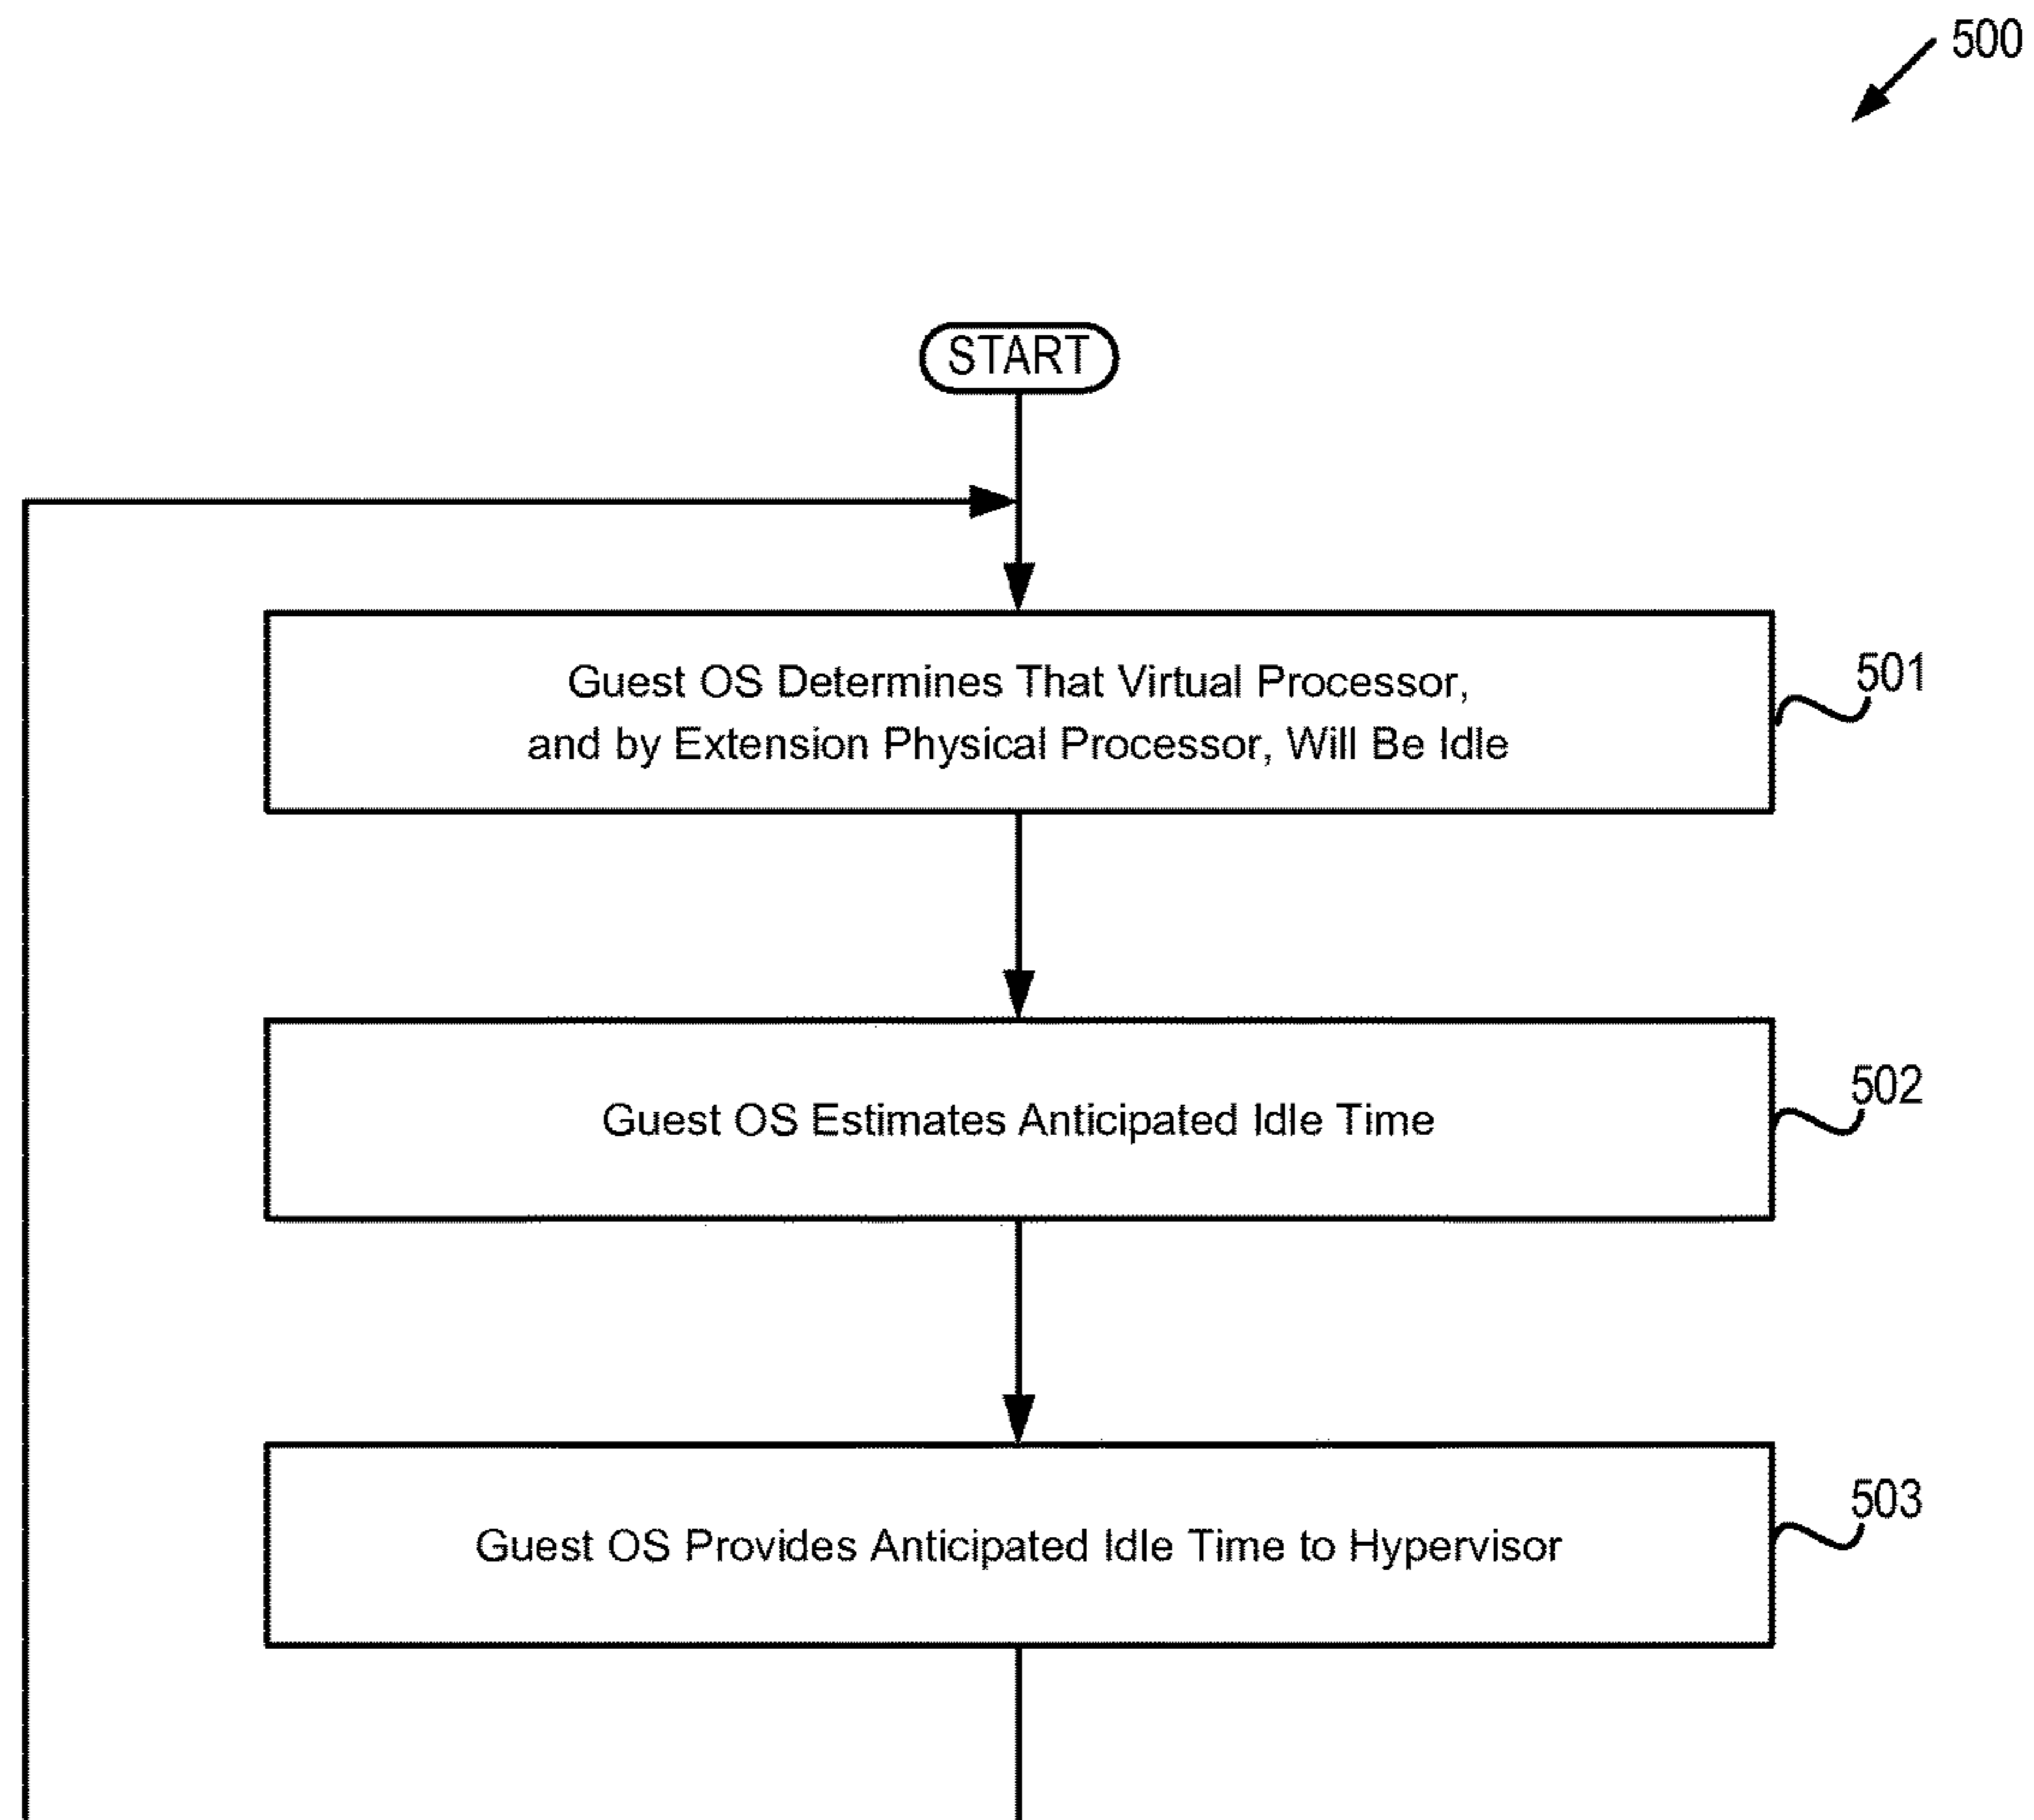 500
START
Guest OS Determines That Virtual Processor,
and by Extension Physical Processor, Will Be Idle
501
Guest OS Estimates Anticipated Idle Time
502
Guest OS Provides Anticipated Idle Time to Hypervisor
503